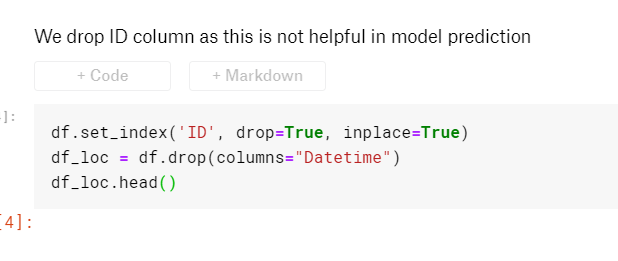 We drop ID column as this is not helpful in model prediction
+ Code + Markdown
]:
df.set_index('ID', drop=True, inplace=True)
df_loc = df.drop(columns="Datetime")
df_loc.head()
[4]: